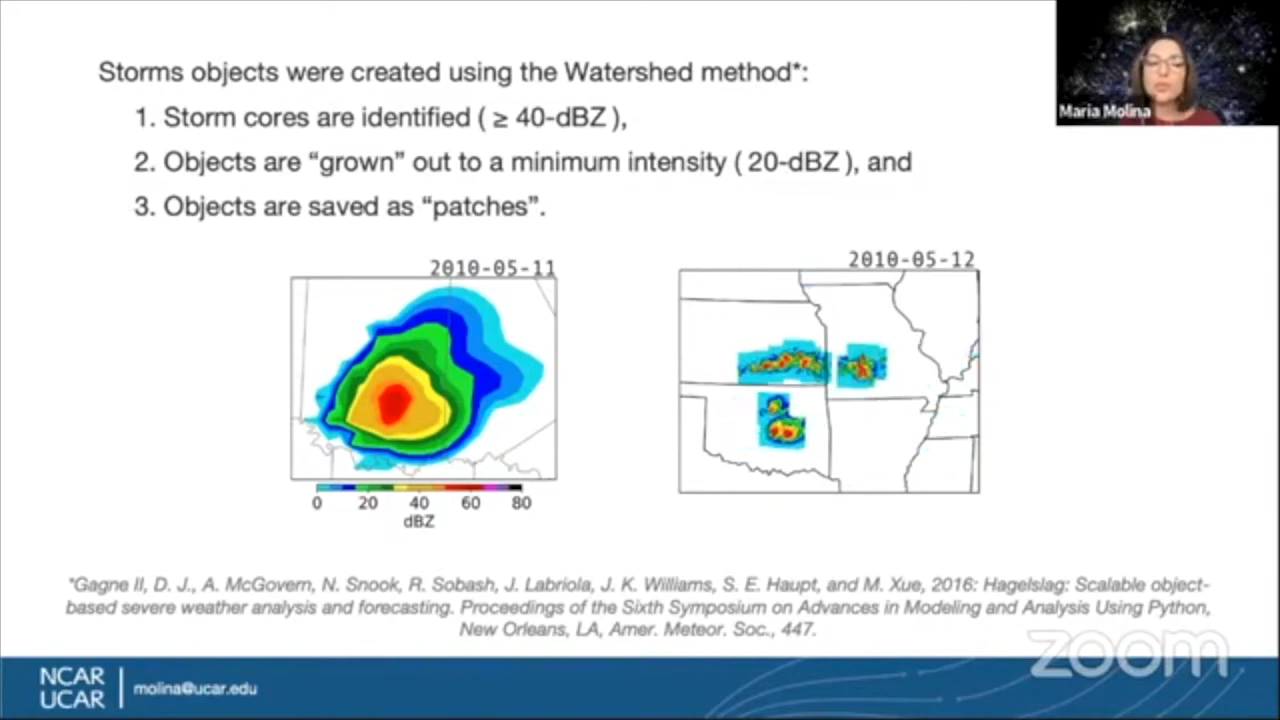 Storms objects were created using the Watershed method*:
1. Storm cores are identified ( ≥ 40-dBZ ),
2. Objects are “grown” out to a minimum intensity ( 20-dBZ ), and
3. Objects are saved as “patches”.
Maria Molina
2010-05-11
2010-05-12
0 20 40 60 80
dBZ
*Gagne II, D. J., A. McGovern, N. Snook, R. Sobash, J. Labriola, J. K. Williams, S. E. Haupt, and M. Xue, 2016: Hagelslag: Scalable object-
based severe weather analysis and forecasting. Proceedings of the Sixth Symposium on Advances in Modeling and Analysis Using Python,
New Orleans, LA, Amer. Meteor. Soc., 447.
zoom
NCAR
UCAR
molina@ucar.edu